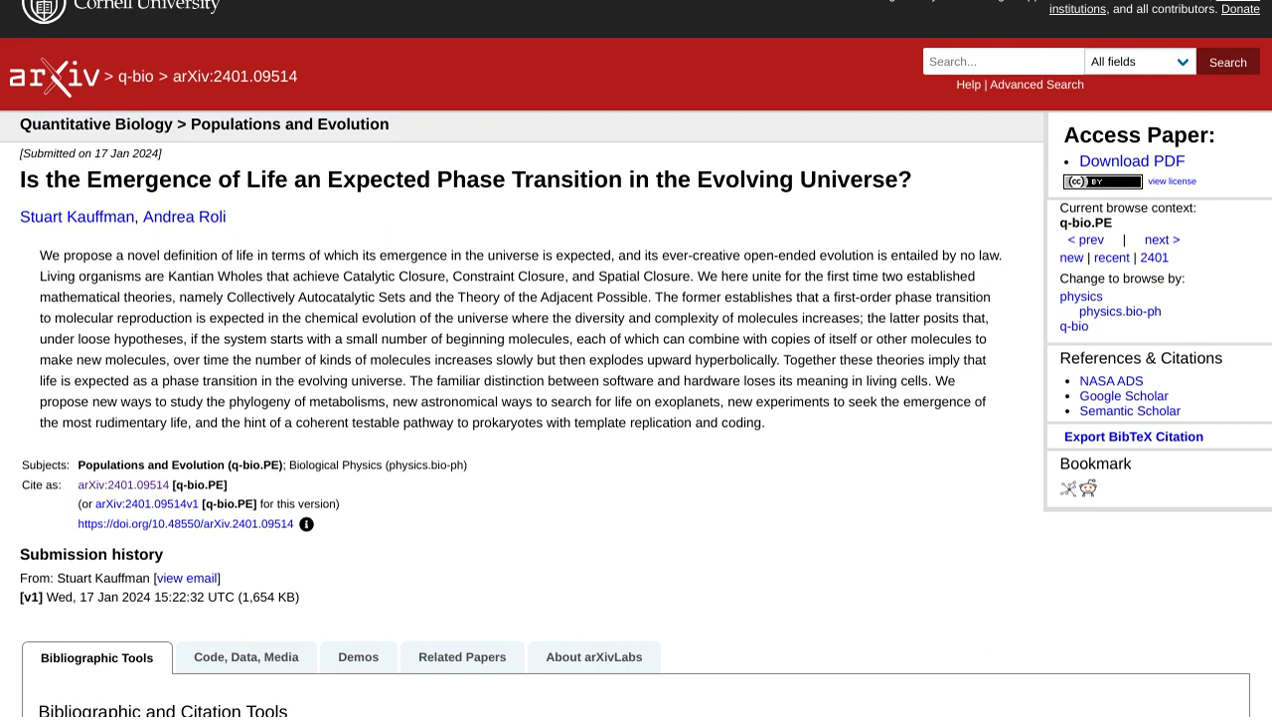 Cornell University
institutions, and all contributors. Donate
arXiv > q-bio > arXiv:2401.09514
Search...
All fields
Search
Help | Advanced Search
Quantitative Biology > Populations and Evolution
[Submitted on 17 Jan 2024]
Is the Emergence of Life an Expected Phase Transition in the Evolving Universe?
Stuart Kauffman, Andrea Roli
We propose a novel definition of life in terms of which its emergence in the universe is expected, and its ever-creative open-ended evolution is entailed by no law.
Living organisms are Kantian Wholes that achieve Catalytic Closure, Constraint Closure, and Spatial Closure. We here unite for the first time two established
mathematical theories, namely Collectively Autocatalytic Sets and the Theory of the Adjacent Possible. The former establishes that a first-order phase transition
to molecular reproduction is expected in the chemical evolution of the universe where the diversity and complexity of molecules increases; the latter posits that,
under loose hypotheses, if the system starts with a small number of beginning molecules, each of which can combine with copies of itself or other molecules to
make new molecules, over time the number of kinds of molecules increases slowly but then explodes upward hyperbolically. Together these theories imply that
life is expected as a phase transition in the evolving universe. The familiar distinction between software and hardware loses its meaning in living cells. We
propose new ways to study the phylogeny of metabolisms, new astronomical ways to search for life on exoplanets, new experiments to seek the emergence of
the most rudimentary life, and the hint of a coherent testable pathway to prokaryotes with template replication and coding.
Subjects: Populations and Evolution (q-bio.PE); Biological Physics (physics.bio-ph)
Cite as: arXiv:2401.09514 [q-bio.PE]
(or arXiv:2401.09514v1 [q-bio.PE] for this version)
https://doi.org/10.48550/arXiv.2401.09514
Submission history
From: Stuart Kauffman [view email]
[v1] Wed, 17 Jan 2024 15:22:32 UTC (1,654 KB)
Access Paper:
Download PDF
(cc) BY view license
Current browse context:
q-bio.PE
< prev | next >
new | recent | 2401
Change to browse by:
physics
physics.bio-ph
q-bio
References & Citations
NASA ADS
Google Scholar
Semantic Scholar
Export BibTeX Citation
Bookmark
Bibliographic Tools
Code, Data, Media
Demos
Related Papers
About arXivLabs
Bibliographic and Citation Tools